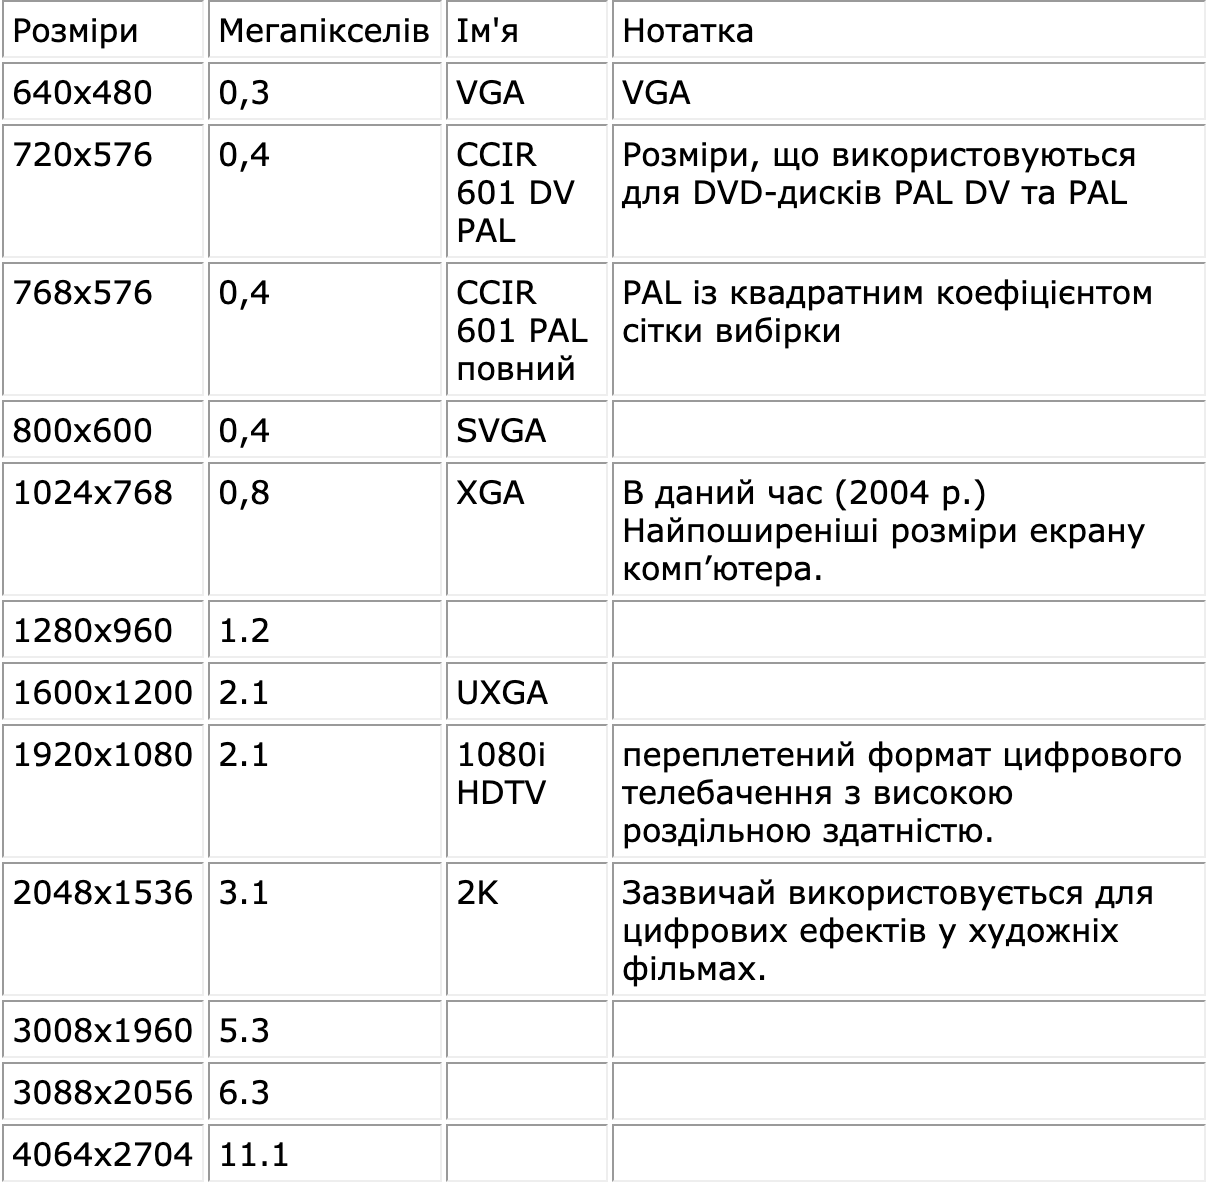 Розміри Мегапікселів Ім'я Нотатка
640x480 0,3 VGA VGA
720x576 0,4 CCIR Розміри, що використовуються
601 DV для DVD-дисків PAL DV та PAL
PAL
768x576 0,4 CCIR PAL із квадратним коефіцієнтом
601 PAL сітки вибірки
повний
800x600 0,4 SVGA
1024x768 0,8 XGA В даний час (2004 р.)
Найпоширеніші розміри екрану
комп’ютера.
1280x960 1.2
1600x1200 2.1 UXGA
1920x1080 2.1 1080i переплетений формат цифрового
HDTV телебачення з високою
роздільною здатністю.
2048x1536 3.1 2K Зазвичай використовується для
цифрових ефектів у художніх
фільмах.
3008x1960 5.3
3088x2056 6.3
4064x2704 11.1